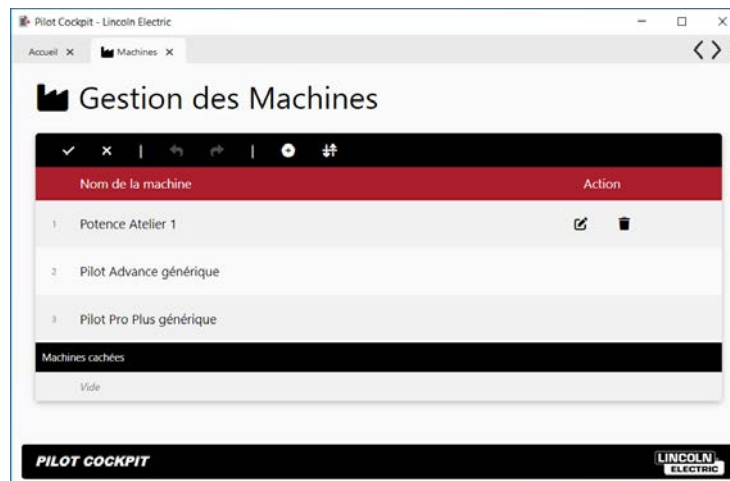 Pilot Cockpit - Lincoln Electric
Accueil Machines
Gestion des Machines
Nom de la machine Action
1 Potence Atelier 1
2 Pilot Advance générique
3 Pilot Pro Plus générique
Machines cachées
Vide
PILOT COCKPIT
LINCOLN
ELECTRIC